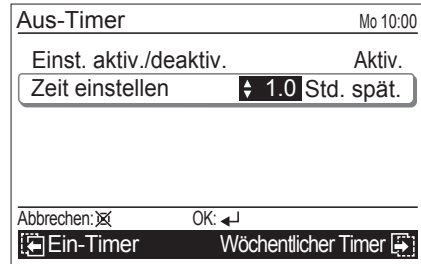 Aus-Timer Mo 10:00
Einst. aktiv./deaktiv. Aktiv.
Zeit einstellen 1.0 Std. spät.
Abbrechen: OK:
Ein-Timer Wöchentlicher Timer